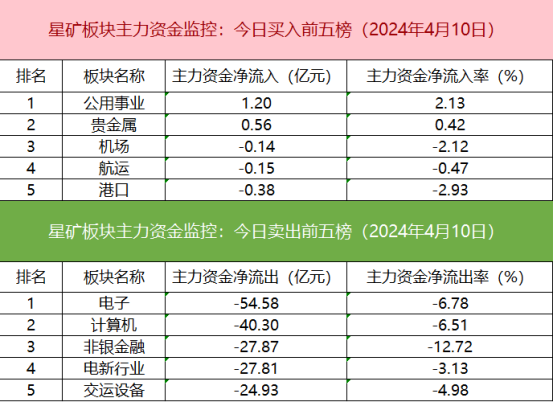 星矿板块主力资金监控：今日买入前五榜（2024年4月10日）
排名 板块名称 主力资金净流入（亿元） 主力资金净流入率（%）
1 公用事业 1.20 2.13
2 贵金属 0.56 0.42
3 机场 -0.14 -2.12
4 航运 -0.15 -0.47
5 港口 -0.38 -2.93
星矿板块主力资金监控：今日卖出前五榜（2024年4月10日）
排名 板块名称 主力资金净流出（亿元） 主力资金净流出率（%）
1 电子 -54.58 -6.78
2 计算机 -40.30 -6.51
3 非银金融 -27.87 -12.72
4 电新行业 -27.81 -3.13
5 交运设备 -24.93 -4.98